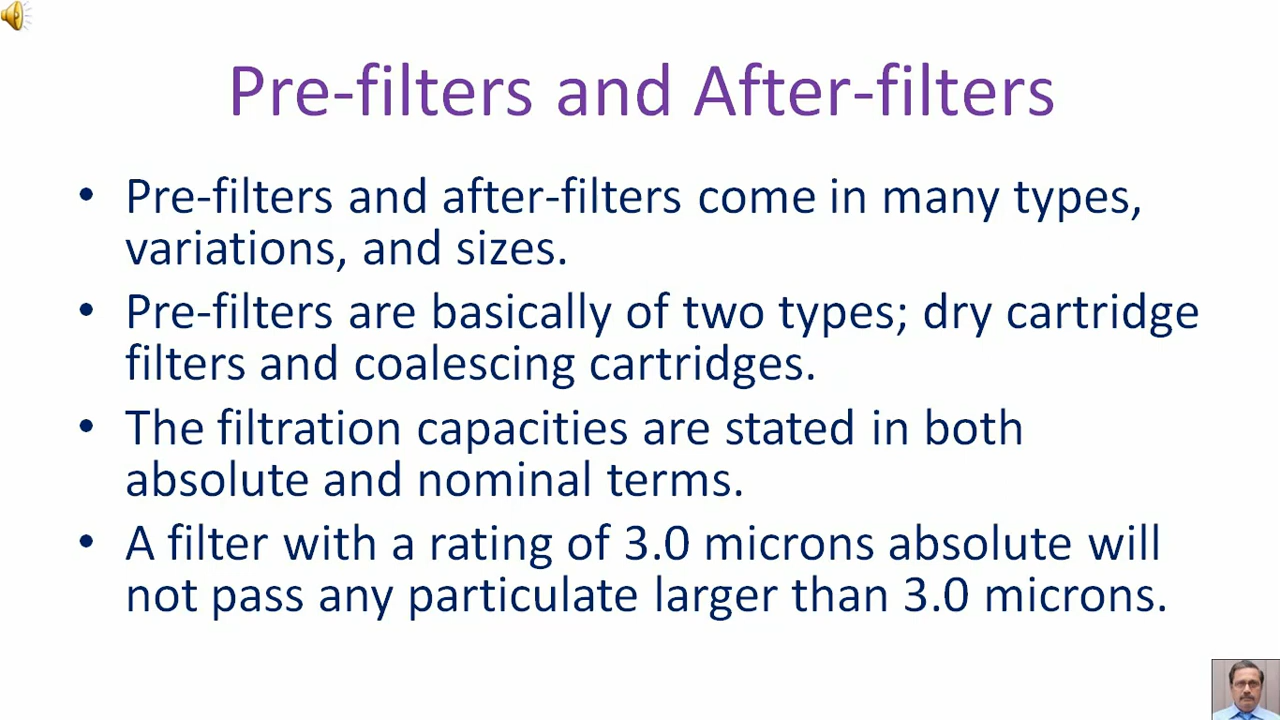 Pre-filters and After-filters
• Pre-filters and after-filters come in many types,
variations, and sizes.
• Pre-filters are basically of two types; dry cartridge
filters and coalescing cartridges.
• The filtration capacities are stated in both
absolute and nominal terms.
• A filter with a rating of 3.0 microns absolute will
not pass any particulate larger than 3.0 microns.